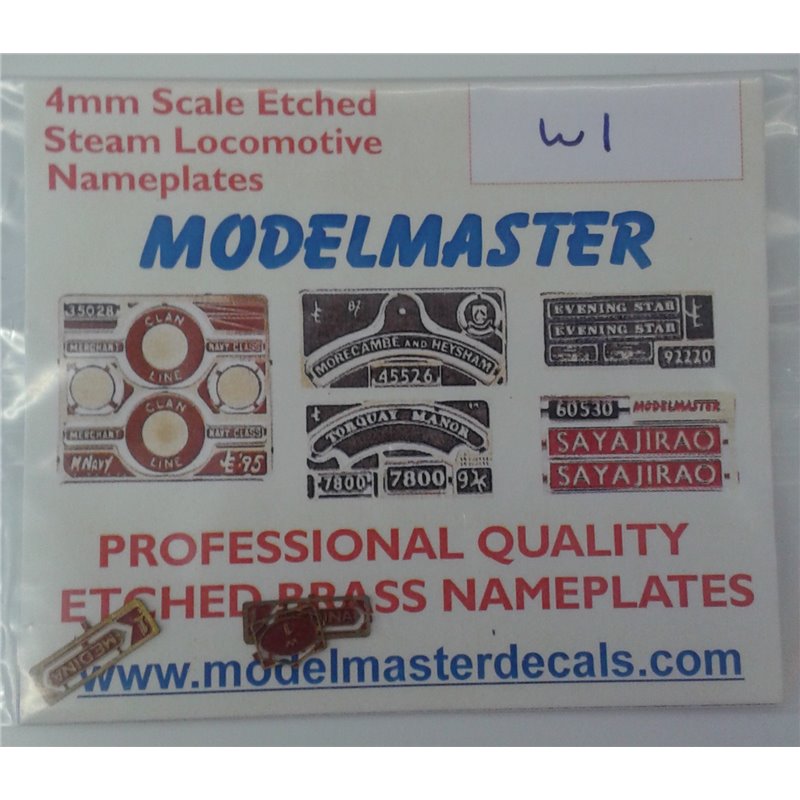 4mm Scale Etched
Steam Locomotive
Nameplates
W1
MODELMASTER
35028
CLAN
LINE
MERCHANT
NAVY CLASS
CLAN
LINE
MERCHANT
NAVY CLASS
M NAVY
'95
MORECAMBE AND HEYSHAM
45526
TORQUAY MANOR
7800
7800
EVENING STAR
EVENING STAR
92220
60530
MODELMASTER
SAYAJIRAO
SAYAJIRAO
PROFESSIONAL QUALITY
ETCHED BRASS NAMEPLATES
MEDINA
www.modelmasterdecals.com